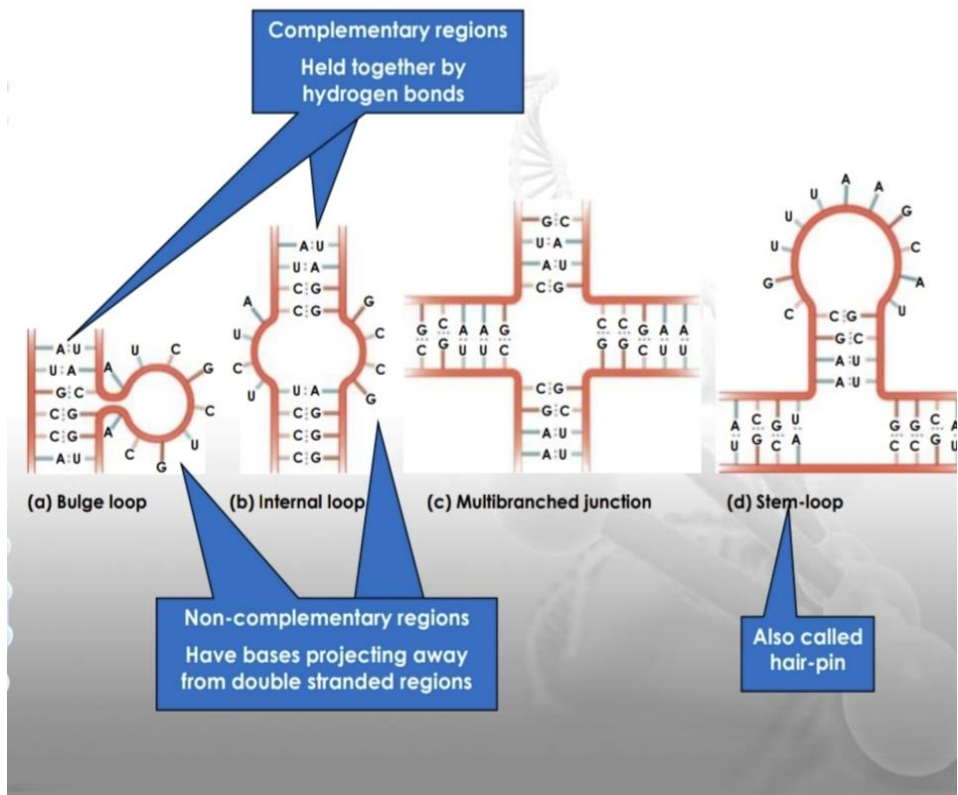 Complementary regions
Held together by
hydrogen bonds
A U
U A
G C
C G
C G
A U
A U C G C U G C A
A U
U A
C G
C G
A U C U
G C C G
U A
C G
C G
C G
G C
U A
A U
C G
G C A A G
C G U U C
C C G A A
G G C U U
C G
G C
A U
A U
C G U U U A A G C A U
C G
G C
A U
A U
A C G U
U G C A
G G C A
C C G U
(a) Bulge loop
(b) Internal loop
(c) Multibranched junction
(d) Stem-loop
Non-complementary regions
Have bases projecting away
from double stranded regions
Also called
hair-pin